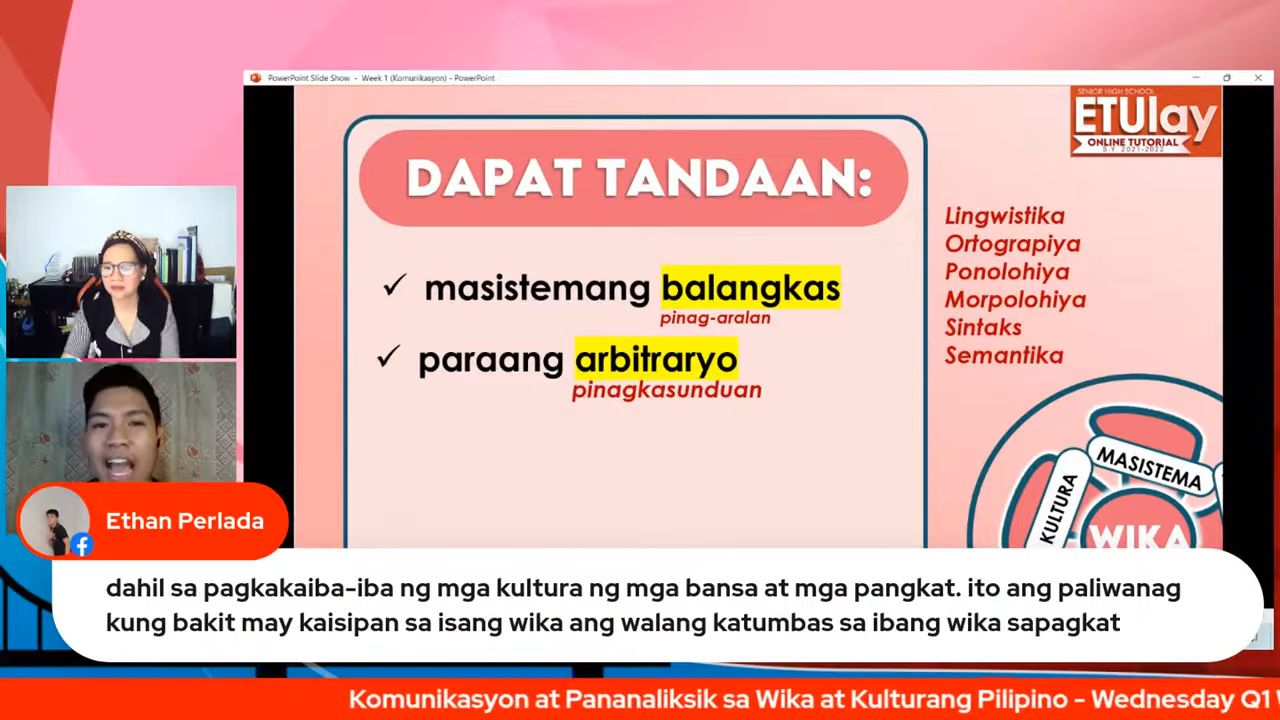 PowerPoint Slide Show - Week 1 (Komunikasyon) - PowerPoint
SENIOR HIGH SCHOOL
ETUlay
ONLINE TUTORIAL
S.Y. 2021-2022
DAPAT TANDAAN:
✓ masistemang balangkas
pinag-aralan
✓ paraang arbitraryo
pinagkasunduan
Lingwistika
Ortograpiya
Ponolohiya
Morpolohiya
Sintaks
Semantika
MASISTEMA
KULTURA
WIKA
Ethan Perlada
dahil sa pagkakaiba-iba ng mga kultura ng mga bansa at mga pangkat. ito ang paliwanag
kung bakit may kaisipan sa isang wika ang walang katumbas sa ibang wika sapagkat
Komunikasyon at Pananaliksik sa Wika at Kulturang Pilipino - Wednesday Q1